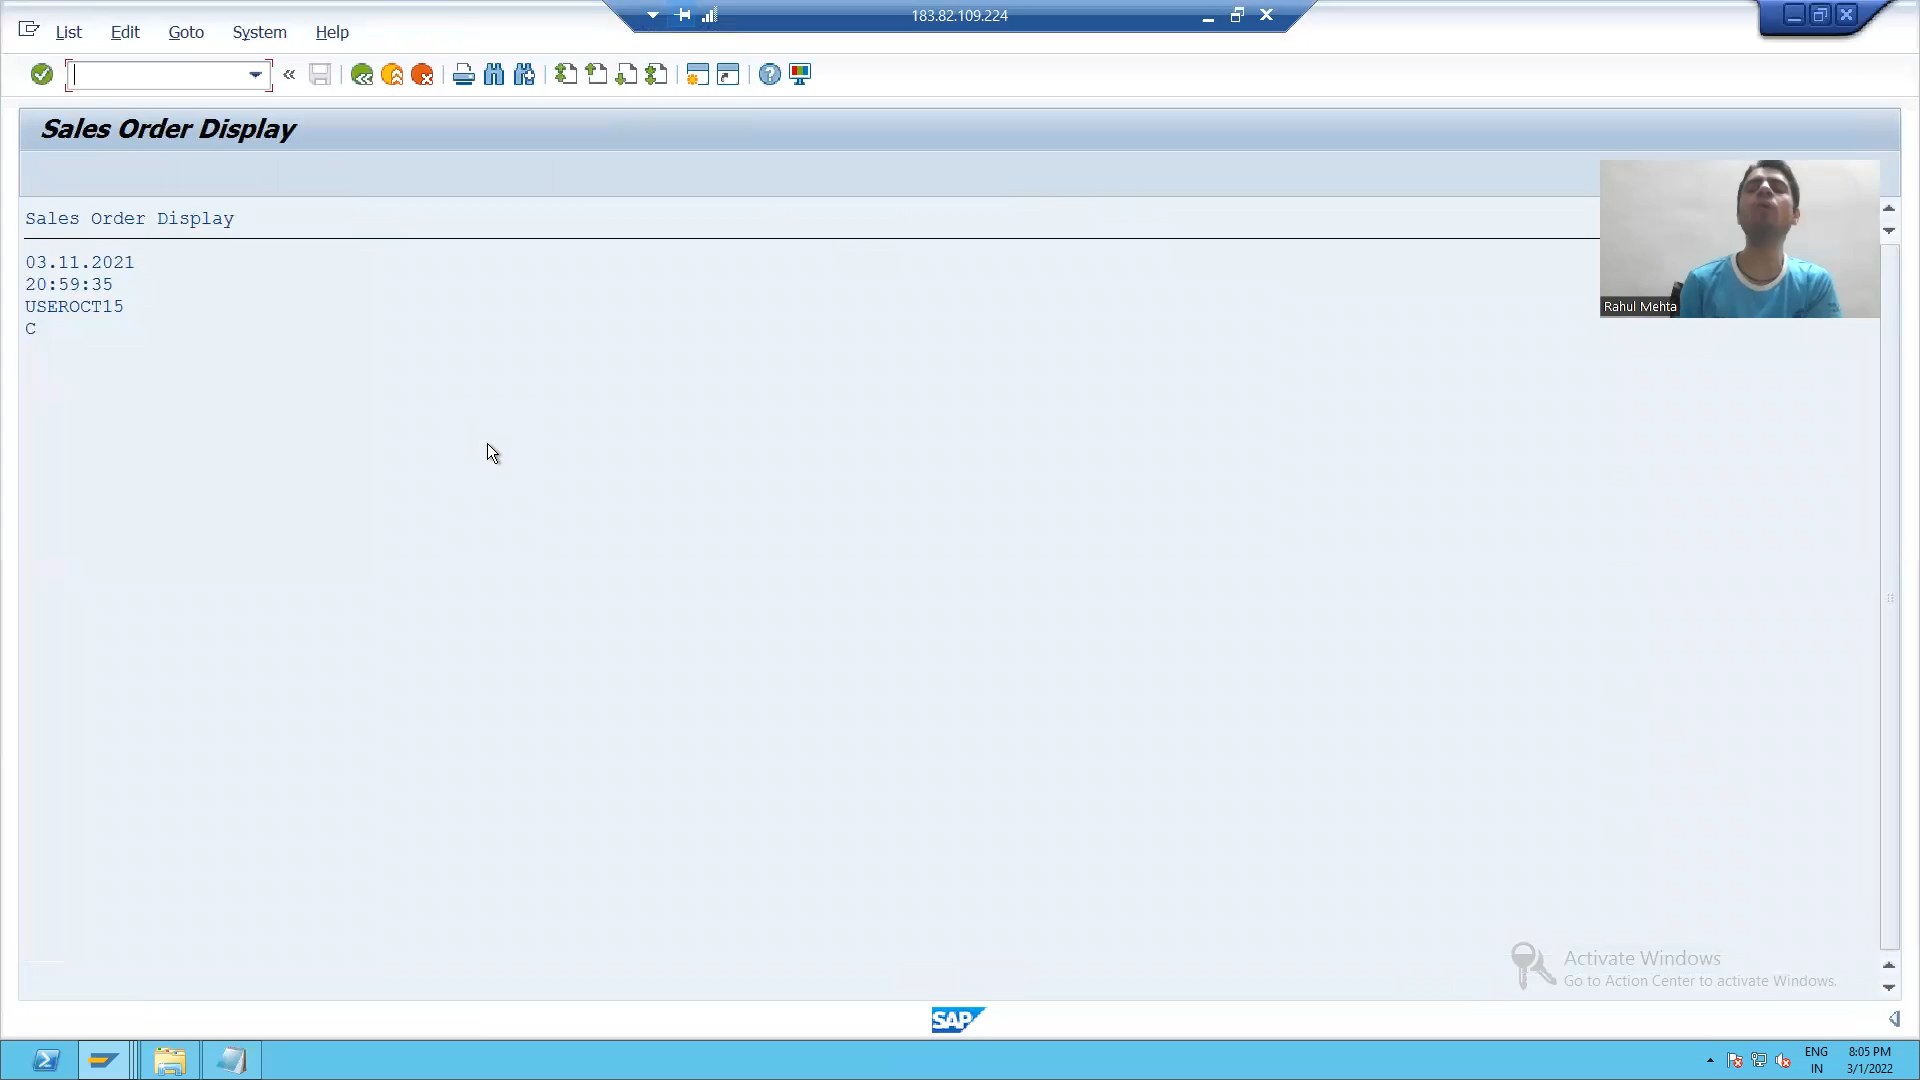 183.82.109.224
List Edit Goto System Help
Sales Order Display
Sales Order Display
03.11.2021
20:59:35
USEROCT15
C
Rahul Mehta
Activate Windows
Go to Action Center to activate Windows.
SAP
ENG 8:05 PM
IN 3/1/2022